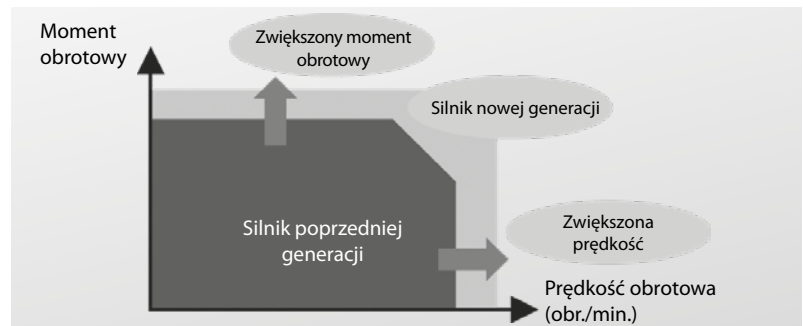 Moment
obrotowy
Zwiększony moment
obrotowy
Silnik nowej generacji
Silnik poprzedniej
generacji
Zwiększona
prędkość
Prędkość obrotowa
(obr./min.)